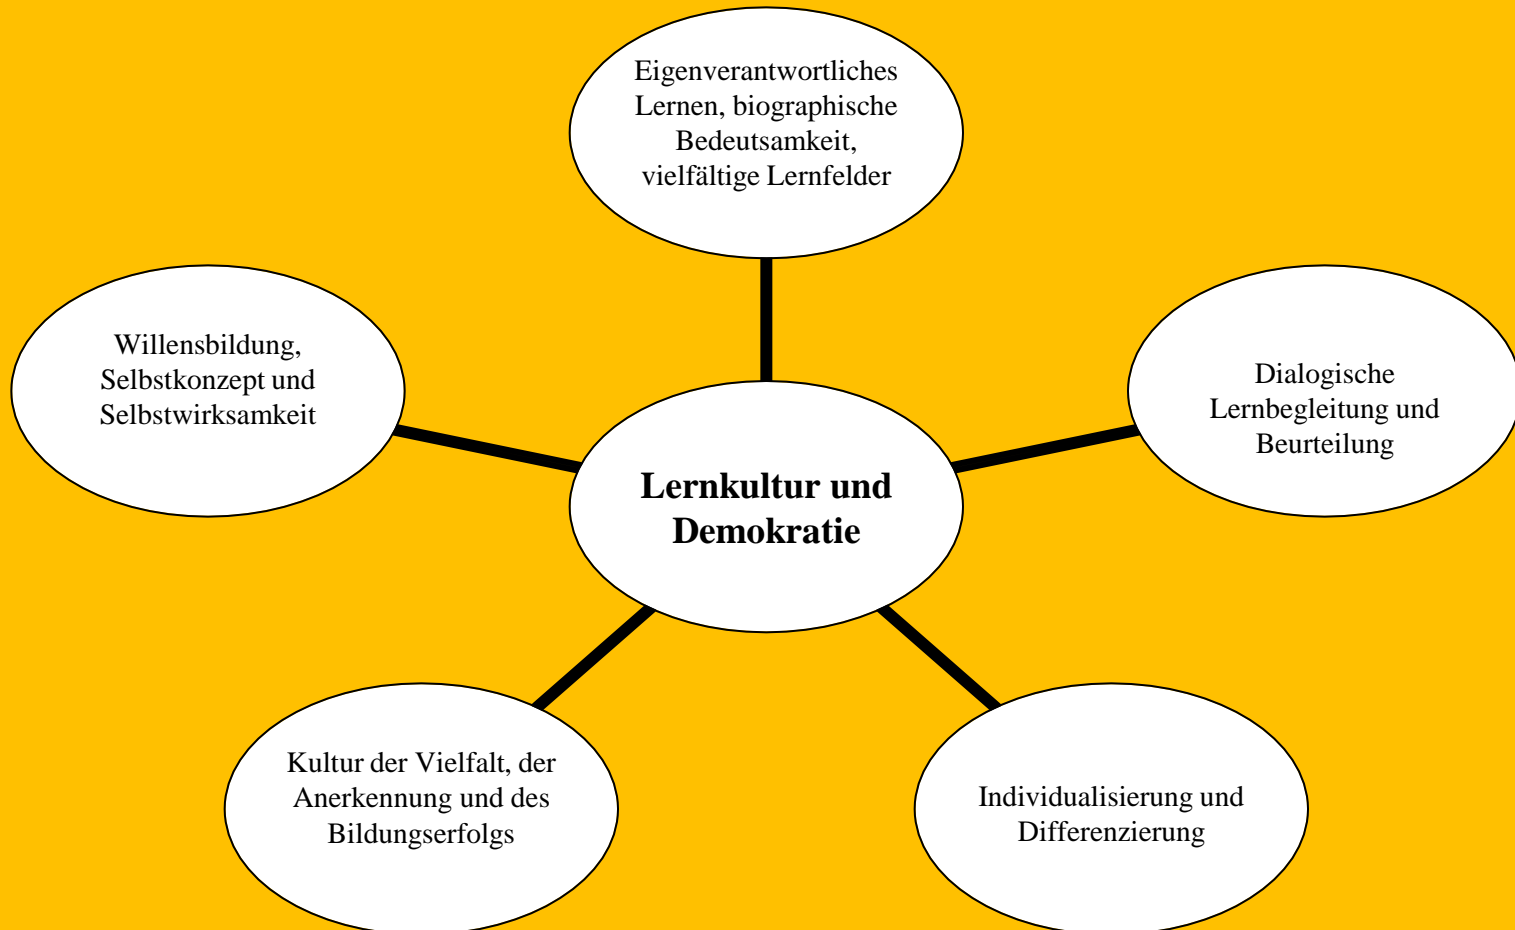 Eigenverantwortliches
Lernen, biographische
Bedeutsamkeit,
vielfältige Lernfelder
Willensbildung,
Selbstkonzept und
Selbstwirksamkeit
Dialogische
Lernbegleitung und
Beurteilung
Lernkultur und
Demokratie
Kultur der Vielfalt, der
Anerkennung und des
Bildungserfolgs
Individualisierung und
Differenzierung